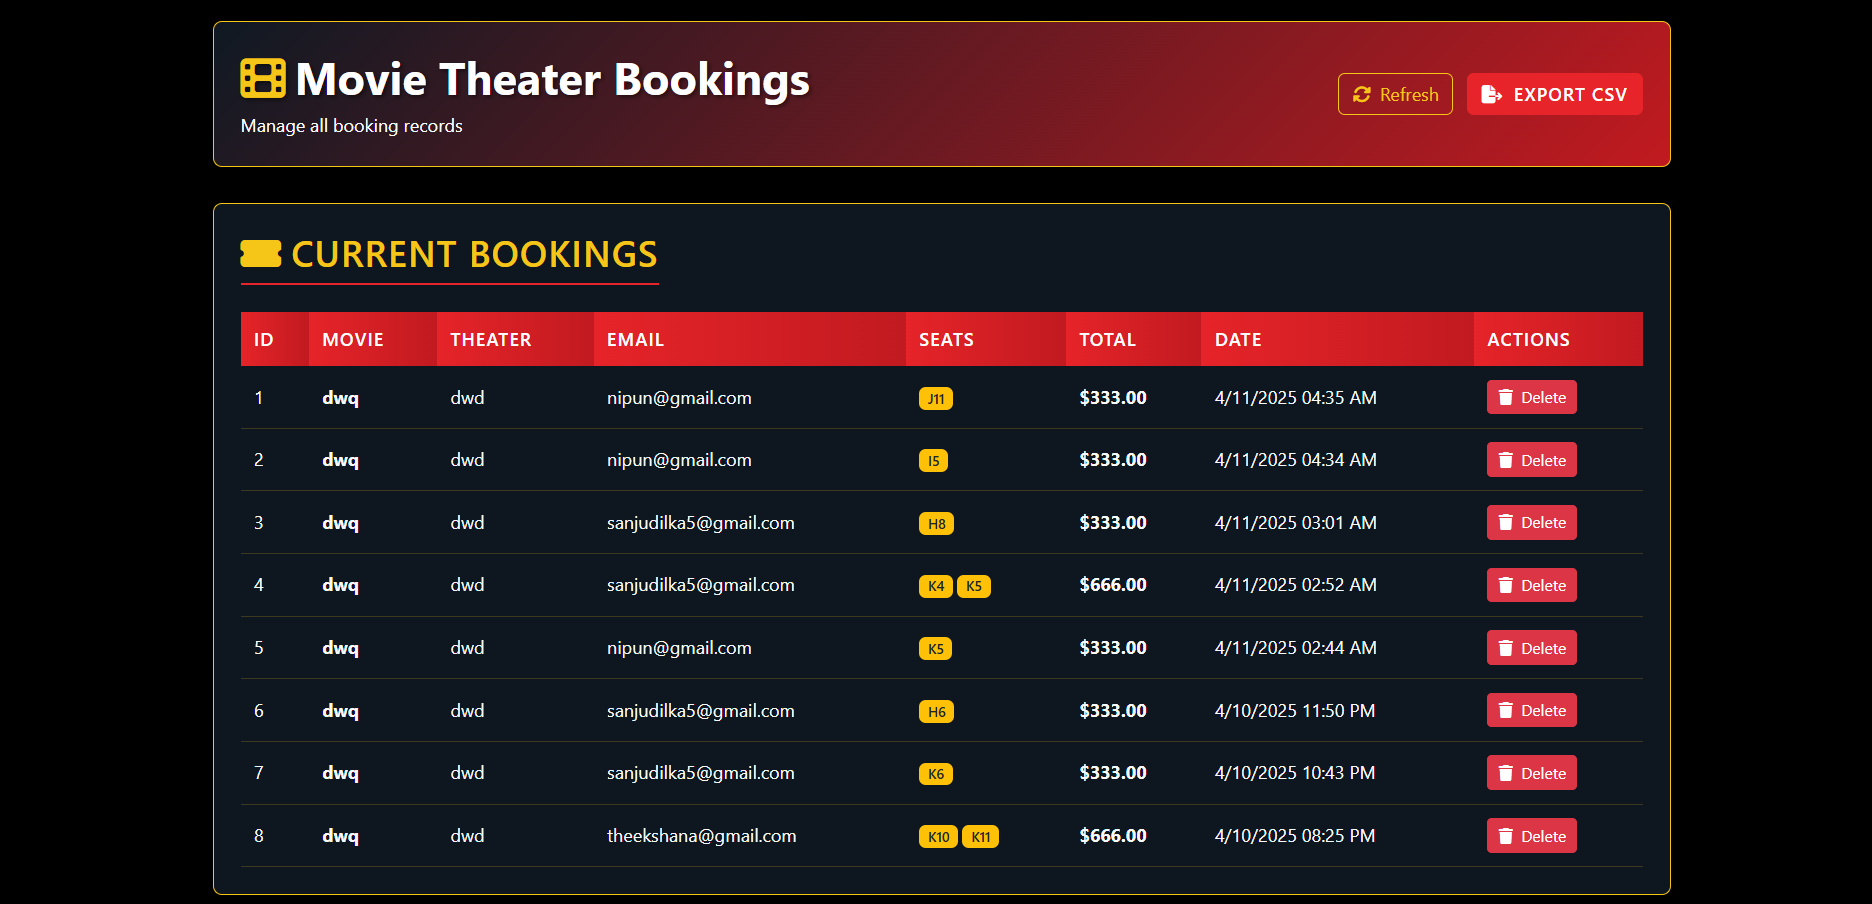 Movie Theater Bookings
Manage all booking records
Refresh
EXPORT CSV
CURRENT BOOKINGS
ID MOVIE THEATER EMAIL SEATS TOTAL DATE ACTIONS
1 dwq dwd nipun@gmail.com J11 $333.00 4/11/2025 04:35 AM Delete
2 dwq dwd nipun@gmail.com I5 $333.00 4/11/2025 04:34 AM Delete
3 dwq dwd sanjudilka5@gmail.com H8 $333.00 4/11/2025 03:01 AM Delete
4 dwq dwd sanjudilka5@gmail.com K4 K5 $666.00 4/11/2025 02:52 AM Delete
5 dwq dwd nipun@gmail.com K5 $333.00 4/11/2025 02:44 AM Delete
6 dwq dwd sanjudilka5@gmail.com H6 $333.00 4/10/2025 11:50 PM Delete
7 dwq dwd sanjudilka5@gmail.com K6 $333.00 4/10/2025 10:43 PM Delete
8 dwq dwd theekshana@gmail.com K10 K11 $666.00 4/10/2025 08:25 PM Delete